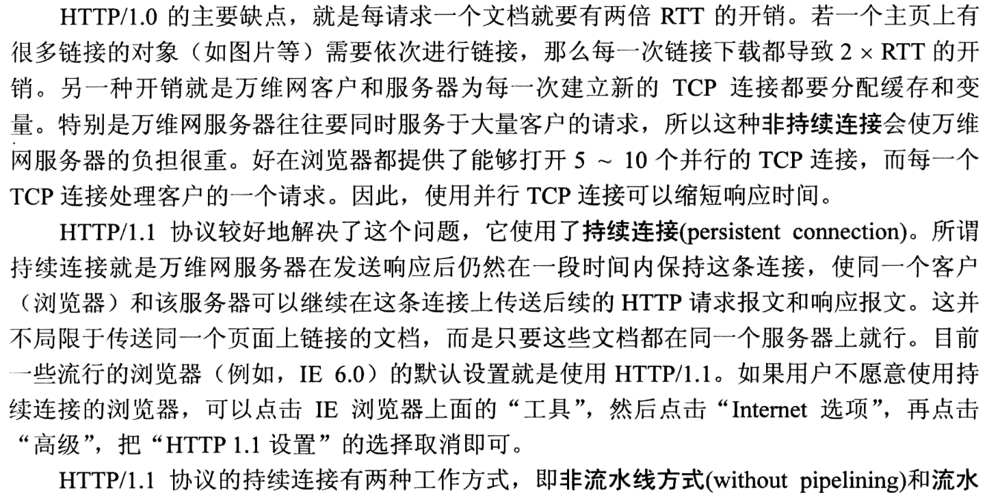 HTTP/1.0 的主要缺点，就是每请求一个文档就要有两倍 RTT 的开销。若一个主页上有
很多链接的对象（如图片等）需要依次进行链接，那么每一次链接下载都导致 2 × RTT 的开
销。另一种开销就是万维网客户和服务器为每一次建立新的 TCP 连接都要分配缓存和变
量。特别是万维网服务器往往要同时服务于大量客户的请求，所以这种非持续连接会使万维
网服务器的负担很重。好在浏览器都提供了能够打开 5 ~ 10 个并行的 TCP 连接，而每一个
TCP 连接处理客户的一个请求。因此，使用并行 TCP 连接可以缩短响应时间。
HTTP/1.1 协议较好地解决了这个问题，它使用了持续连接(persistent connection)。所谓
持续连接就是万维网服务器在发送响应后仍然在一段时间内保持这条连接，使同一个客户
（浏览器）和该服务器可以继续在这条连接上传送后续的 HTTP 请求报文和响应报文。这并
不局限于传送同一个页面上链接的文档，而是只要这些文档都在同一个服务器上就行。目前
一些流行的浏览器（例如，IE 6.0）的默认设置就是使用 HTTP/1.1。如果用户不愿意使用持
续连接的浏览器，可以点击 IE 浏览器上面的“工具”，然后点击“Internet 选项”，再点击
“高级”，把“HTTP 1.1 设置”的选择取消即可。
HTTP/1.1 协议的持续连接有两种工作方式，即非流水线方式(without pipelining)和流水